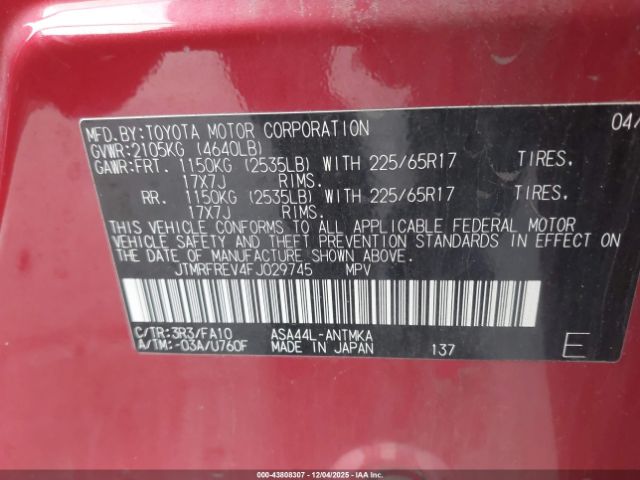 MFD.BY:TOYOTA MOTOR CORPORATION 04/
GVWR:2105KG (4640LB)
GAWR:FRT. 1150KG (2535LB) WITH 225/65R17 TIRES.
17X7J RIMS.
RR. 1150KG (2535LB) WITH 225/65R17 TIRES.
17X7J RIMS.
THIS VEHICLE CONFORMS TO ALL APPLICABLE FEDERAL MOTOR
VEHICLE SAFETY AND THEFT PREVENTION STANDARDS IN EFFECT ON
THE DATE OF MANUFACTURE SHOWN ABOVE.
JTMRFREV4FJ029745 MPV
C/TR:3R3/FA10 ASA44L-ANTMKA
A/TM:-03A/U760F MADE IN JAPAN 137 E
000-43808307 - 12/04/2025 - IAAI.COM